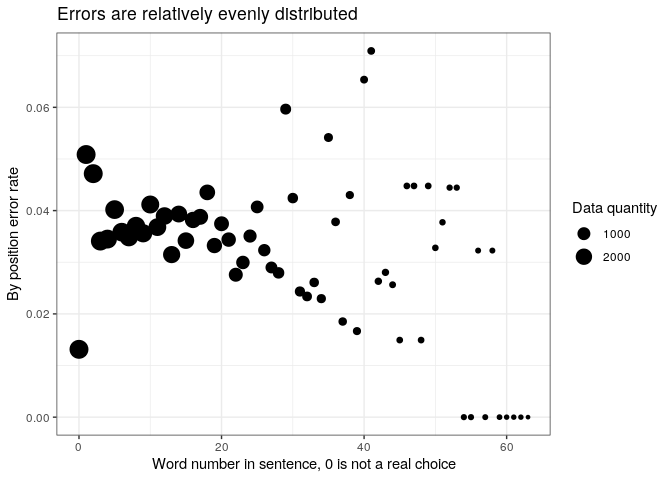 Errors are relatively evenly distributed
By position error rate
0.06
0.04
0.02
0.00
0
20
40
60
Word number in sentence, 0 is not a real choice
Data quantity
1000
2000